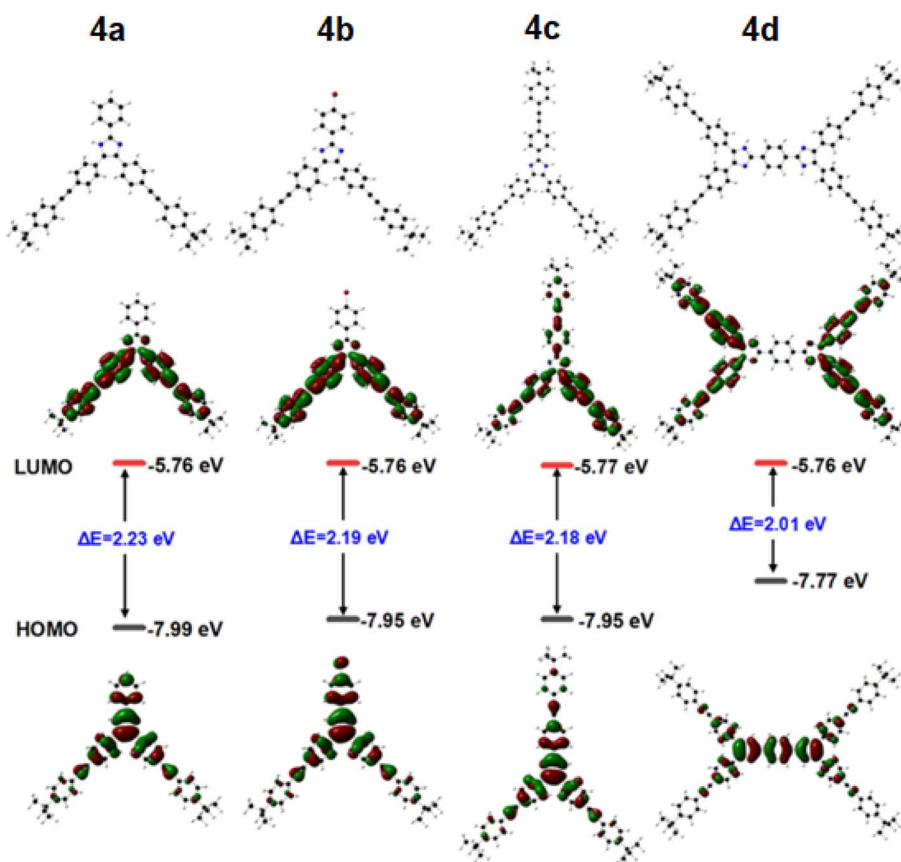 4a 4b 4c 4d
LUMO -5.76 eV -5.76 eV -5.77 eV -5.76 eV
ΔE=2.23 eV ΔE=2.19 eV ΔE=2.18 eV ΔE=2.01 eV
-7.77 eV
HOMO -7.99 eV -7.95 eV -7.95 eV